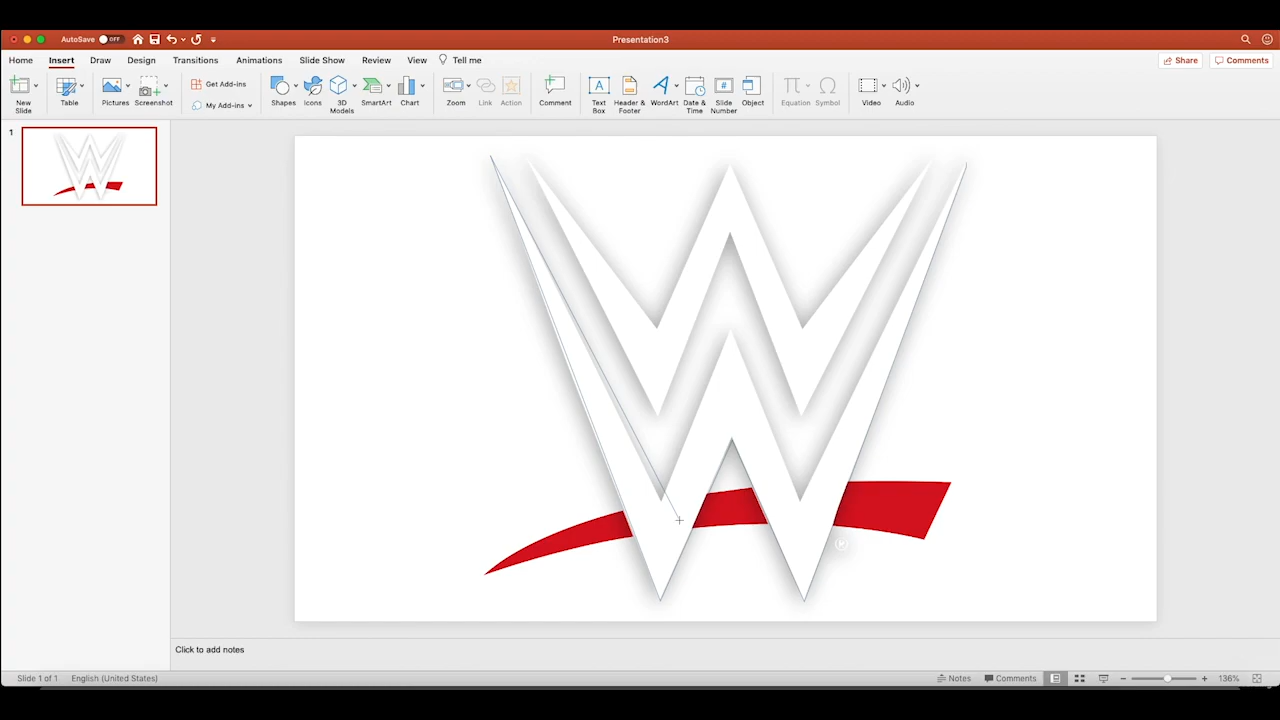 AutoSave OFF
Presentation3
Home Insert Draw Design Transitions Animations Slide Show Review View Tell me
Share Comments
New Slide
Table
Pictures
Screenshot
Get Add-ins
My Add-ins
Shapes
Icons
3D Models
SmartArt
Chart
Zoom
Link
Action
Comment
Text Box
Header & Footer
WordArt
Date & Time
Slide Number
Object
Equation
Symbol
Video
Audio
1
W
W
Click to add notes
Slide 1 of 1 English (United States)
Notes Comments 136%